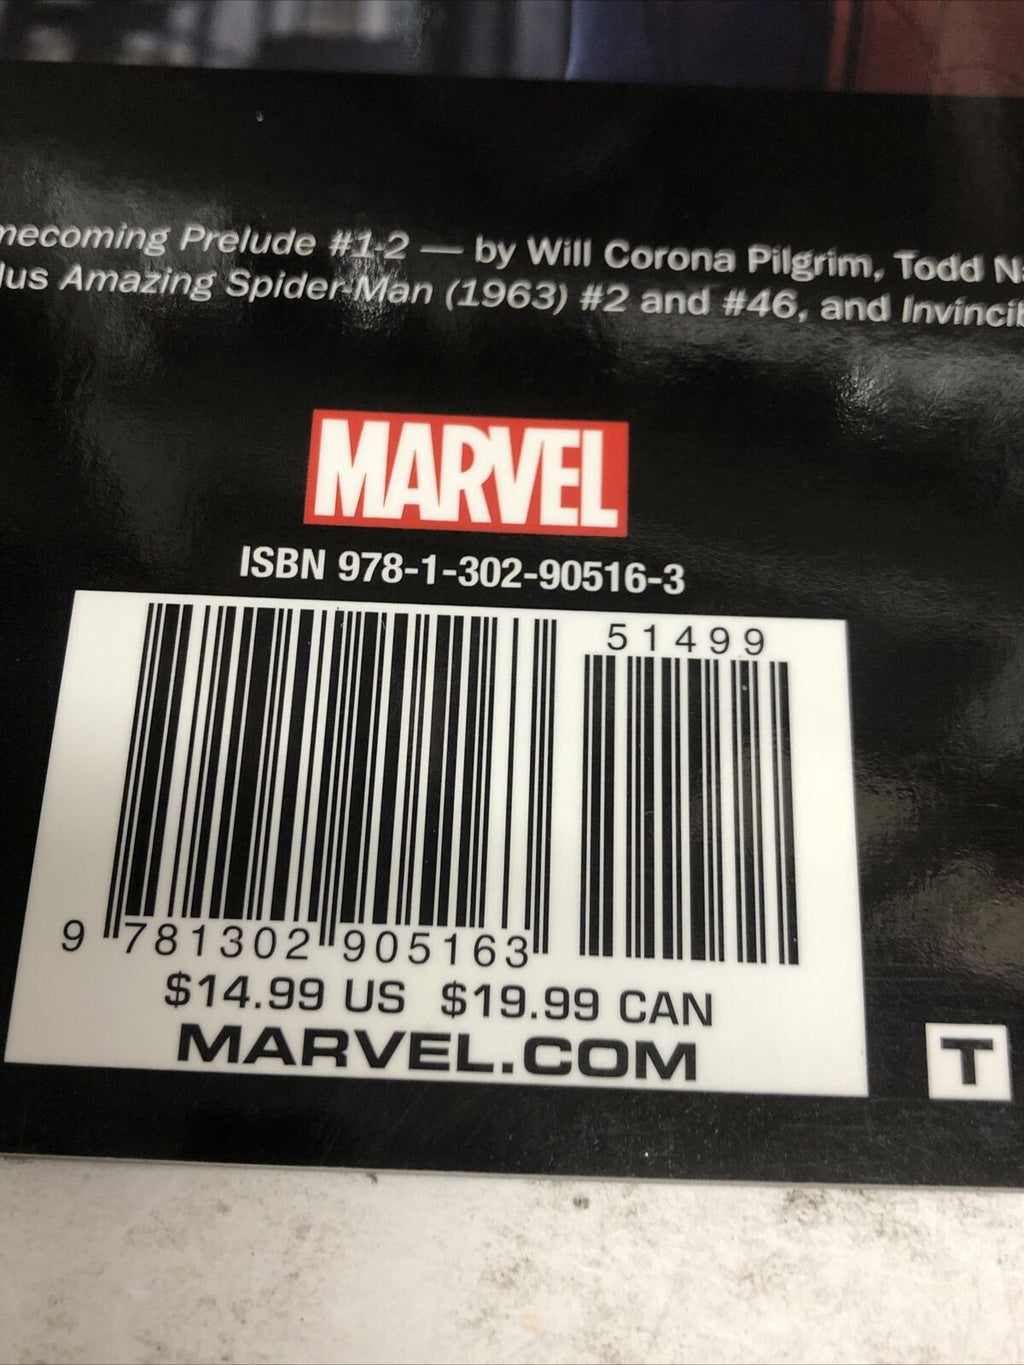 mecoming Prelude #1-2 — by Will Corona Pilgrim, Todd Na
lus Amazing Spider-Man (1963) #2 and #46, and Invincib
MARVEL
ISBN 978-1-302-90516-3
51499
9 781302 905163
$14.99 US $19.99 CAN
MARVEL.COM
T